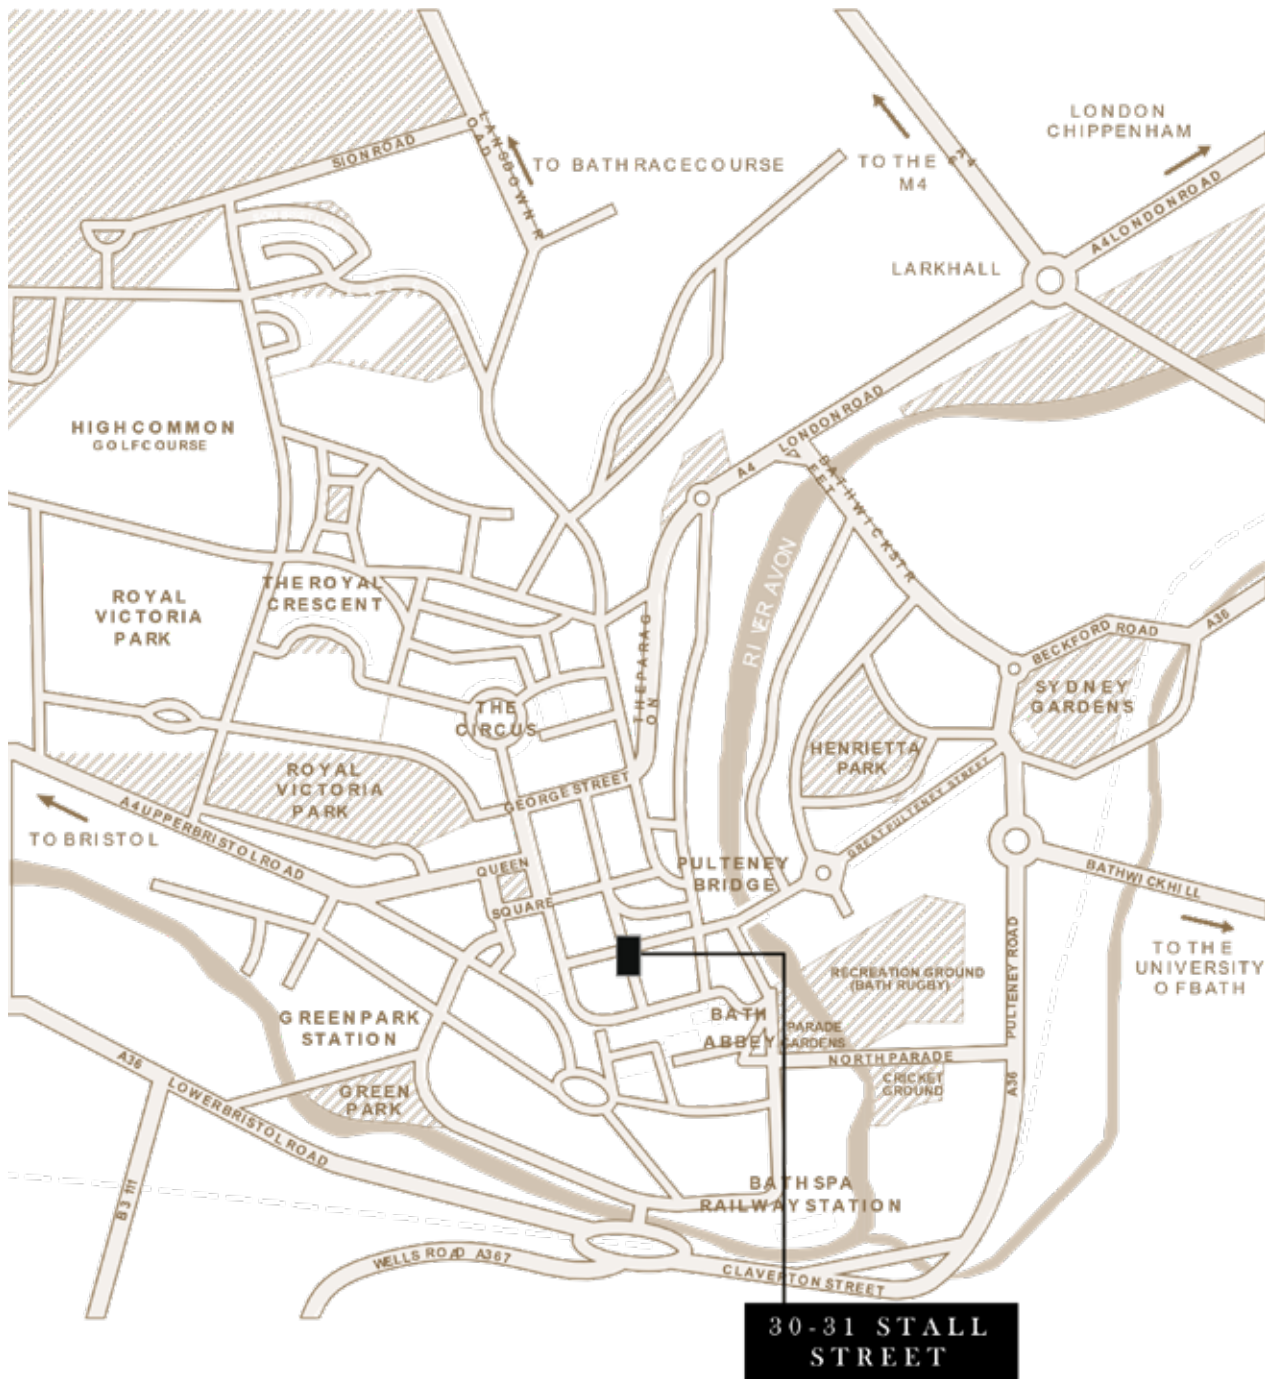 LONDON
CHIPPENHAM
SION ROAD
LANSDOWN R
OAD
TO BATH RACECOURSE
TO THE
M4
A4
A4 LONDON ROAD
LARKHALL
HIGH COMMON
GOLF COURSE
A4
LONDON ROAD
BATHWICK STR
EET
RIVER AVON
ROYAL
VICTORIA
PARK
THE ROYAL
CRESCENT
THE PARAG
ON
BECKFORD ROAD
A36
SYDNEY
GARDENS
THE
CIRCUS
HENRIETTA
PARK
ROYAL
VICTORIA
PARK
GEORGE STREET
GREAT PULTENEY STREET
A4 UPPER BRISTOL ROAD
TO BRISTOL
QUEEN
SQUARE
PULTENEY
BRIDGE
BATHWICK HILL
TO THE
UNIVERSITY
OF BATH
RECREATION GROUND
(BATH RUGBY)
PULTENEY ROAD
A36
GREEN PARK
STATION
BATH
ABBEY
PARADE
GARDENS
NORTH PARADE
CRICKET
GROUND
GREEN
PARK
A36
LOWER BRISTOL ROAD
B3111
BATH SPA
RAILWAY STATION
WELLS ROAD A367
CLAVERTON STREET
30-31 STALL
STREET